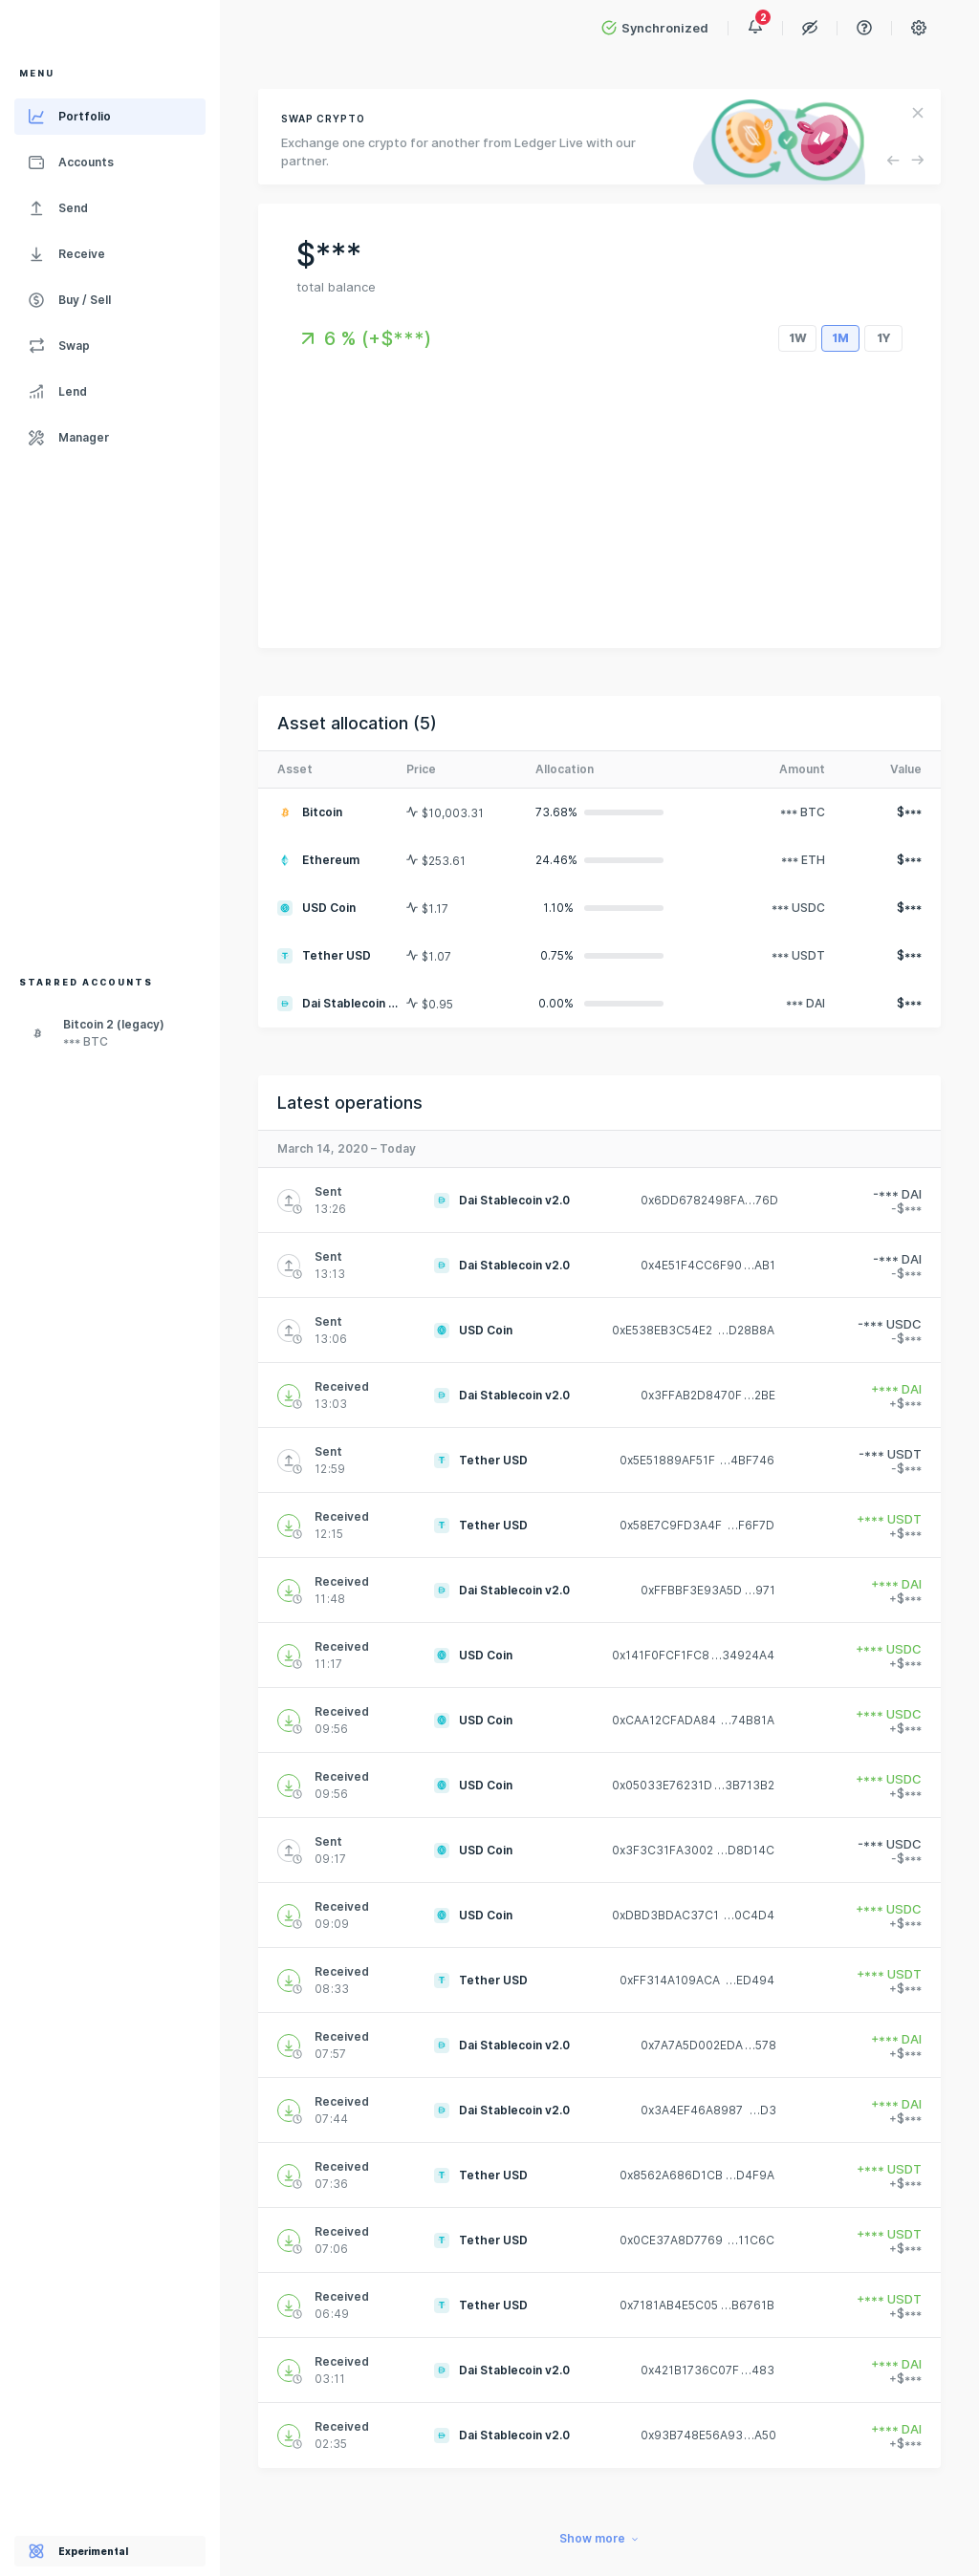 Synchronized
2
MENU
Portfolio
Accounts
Send
Receive
Buy / Sell
Swap
Lend
Manager
STARRED ACCOUNTS
Bitcoin 2 (legacy)
*** BTC
Experimental
SWAP CRYPTO
Exchange one crypto for another from Ledger Live with our
partner.
$***
total balance
6 % (+$***)
1W 1M 1Y
Asset allocation (5)
Asset Price Allocation Amount Value
Bitcoin $10,003.31 73.68% *** BTC $***
Ethereum $253.61 24.46% *** ETH $***
USD Coin $1.17 1.10% *** USDC $***
Tether USD $1.07 0.75% *** USDT $***
Dai Stablecoin ... $0.95 0.00% *** DAI $***
Latest operations
March 14, 2020 – Today
Sent -*** DAI
13:26 Dai Stablecoin v2.0 0x6DD6782498FA...76D -$***
Sent -*** DAI
13:13 Dai Stablecoin v2.0 0x4E51F4CC6F90...AB1 -$***
Sent -*** USDC
13:06 USD Coin 0xE538EB3C54E2 ...D28B8A -$***
Received +*** DAI
13:03 Dai Stablecoin v2.0 0x3FFAB2D8470F...2BE +$***
Sent -*** USDT
12:59 Tether USD 0x5E51889AF51F ...4BF746 -$***
Received +*** USDT
12:15 Tether USD 0x58E7C9FD3A4F ...F6F7D +$***
Received +*** DAI
11:48 Dai Stablecoin v2.0 0xFFBBF3E93A5D ...971 +$***
Received +*** USDC
11:17 USD Coin 0x141F0FCF1FC8...34924A4 +$***
Received +*** USDC
09:56 USD Coin 0xCAA12CFADA84 ...74B81A +$***
Received +*** USDC
09:56 USD Coin 0x05033E76231D...3B713B2 +$***
Sent -*** USDC
09:17 USD Coin 0x3F3C31FA3002 ...D8D14C -$***
Received +*** USDC
09:09 USD Coin 0xDBD3BDAC37C1 ...0C4D4 +$***
Received +*** USDT
08:33 Tether USD 0xFF314A109ACA ...ED494 +$***
Received +*** DAI
07:57 Dai Stablecoin v2.0 0x7A7A5D002EDA...578 +$***
Received +*** DAI
07:44 Dai Stablecoin v2.0 0x3A4EF46A8987 ...D3 +$***
Received +*** USDT
07:36 Tether USD 0x8562A686D1CB ...D4F9A +$***
Received +*** USDT
07:06 Tether USD 0x0CE37A8D7769 ...11C6C +$***
Received +*** USDT
06:49 Tether USD 0x7181AB4E5C05 ...B6761B +$***
Received +*** DAI
03:11 Dai Stablecoin v2.0 0x421B1736C07F...483 +$***
Received +*** DAI
02:35 Dai Stablecoin v2.0 0x93B748E56A93...A50 +$***
Show more